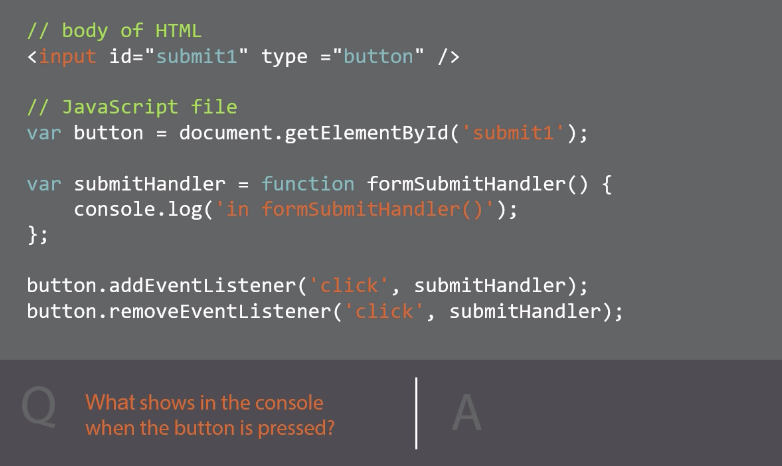 // body of HTML
<input id="submit1" type ="button" />
// JavaScript file
var button = document.getElementById('submit1');
var submitHandler = function formSubmitHandler() {
    console.log('in formSubmitHandler()');
};
button.addEventListener('click', submitHandler);
button.removeEventListener('click', submitHandler);
Q
What shows in the console
when the button is pressed?
A